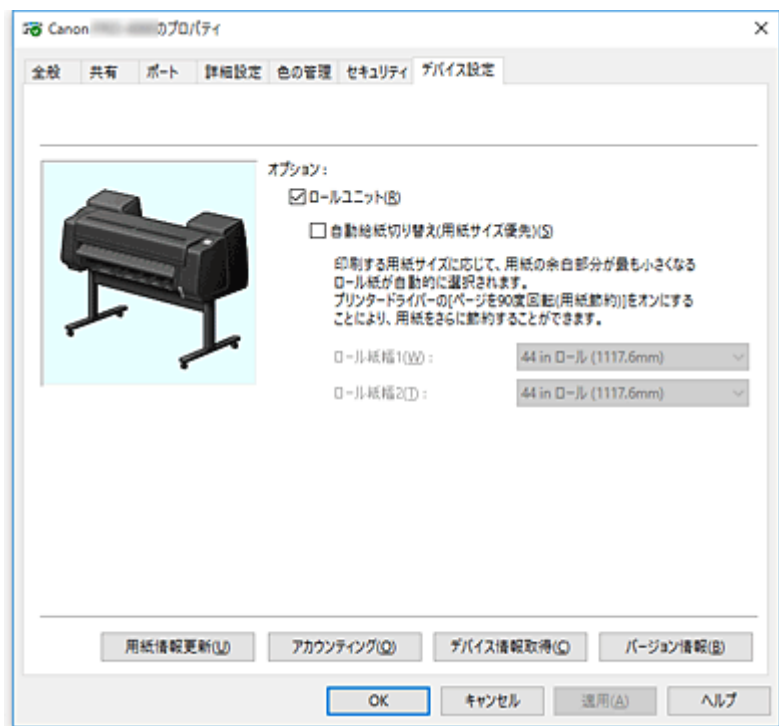 Canon のプロパティ
全般 共有 ポート 詳細設定 色の管理 セキュリティ デバイス設定
オプション:
ロールユニット(R)
自動給紙切り替え(用紙サイズ優先)(S)
印刷する用紙サイズに応じて、用紙の余白部分が最も小さくなる
ロール紙が自動的に選択されます。
プリンタードライバーの[ページを90度回転(用紙節約)]をオンにする
ことにより、用紙をさらに節約することができます。
ロール紙幅1(W): 44 in ロール (1117.6mm)
ロール紙幅2(T): 44 in ロール (1117.6mm)
用紙情報更新(U) アカウンティング(O) デバイス情報取得(C) バージョン情報(B)
OK キャンセル 適用(A) ヘルプ